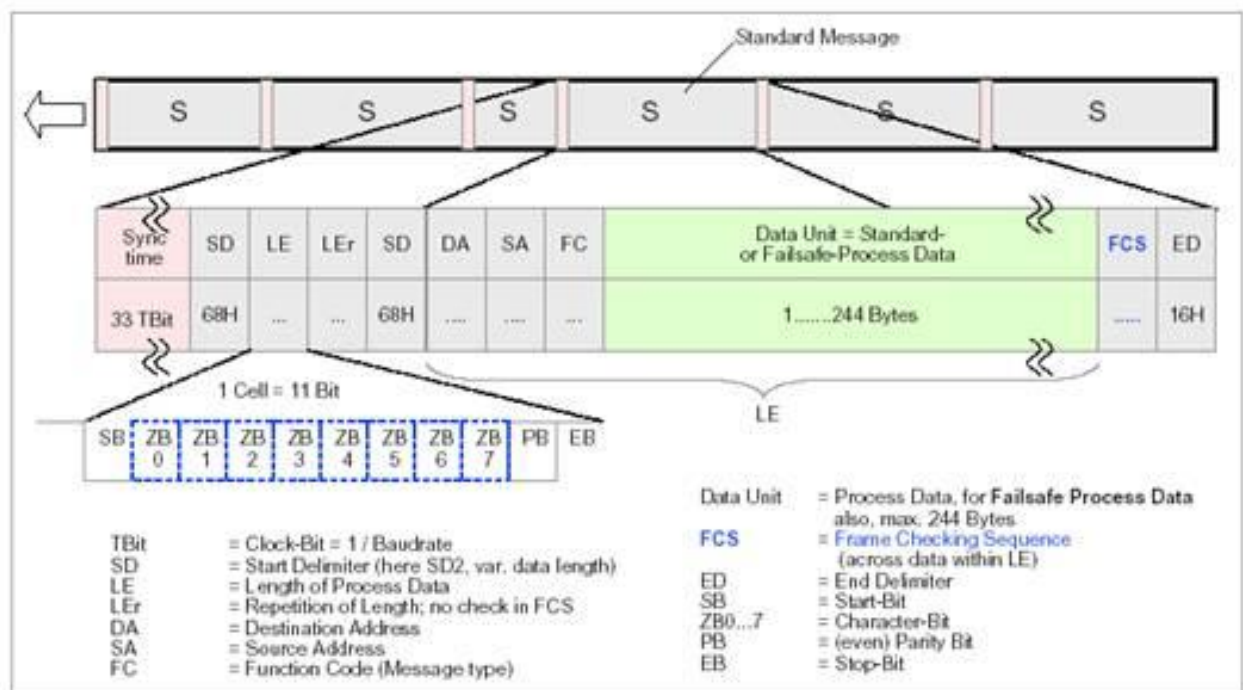 Standard Message
S S S S S S
Sync time SD LE LEr SD DA SA FC Data Unit = Standard- or Failsafe-Process Data FCS ED
33 TBit 68H ... ... 68H .... .... ... 1.......244 Bytes ..... 16H
1 Cell = 11 Bit
LE
SB ZB 0 ZB 1 ZB 2 ZB 3 ZB 4 ZB 5 ZB 6 ZB 7 PB EB
TBit = Clock-Bit = 1 / Baudrate
SD = Start Delimiter (here SD2, var. data length)
LE = Length of Process Data
LEr = Repetition of Length; no check in FCS
DA = Destination Address
SA = Source Address
FC = Function Code (Message type)
Data Unit = Process Data, for Failsafe Process Data
also, max. 244 Bytes
FCS = Frame Checking Sequence
(across data within LE)
ED = End Delimiter
SB = Start-Bit
ZB0...7 = Character-Bit
PB = (even) Parity Bit
EB = Stop-Bit